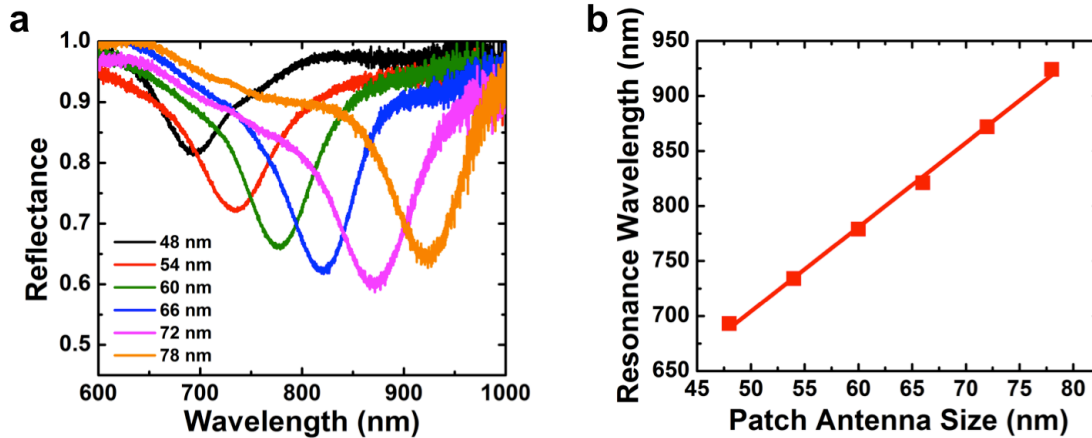 a
1.0
0.9
0.8
0.7
0.6
0.5
Reflectance
48 nm
54 nm
60 nm
66 nm
72 nm
78 nm
600 700 800 900 1000
Wavelength (nm)
b
950
900
850
800
750
700
650
Resonance Wavelength (nm)
45 50 55 60 65 70 75 80
Patch Antenna Size (nm)